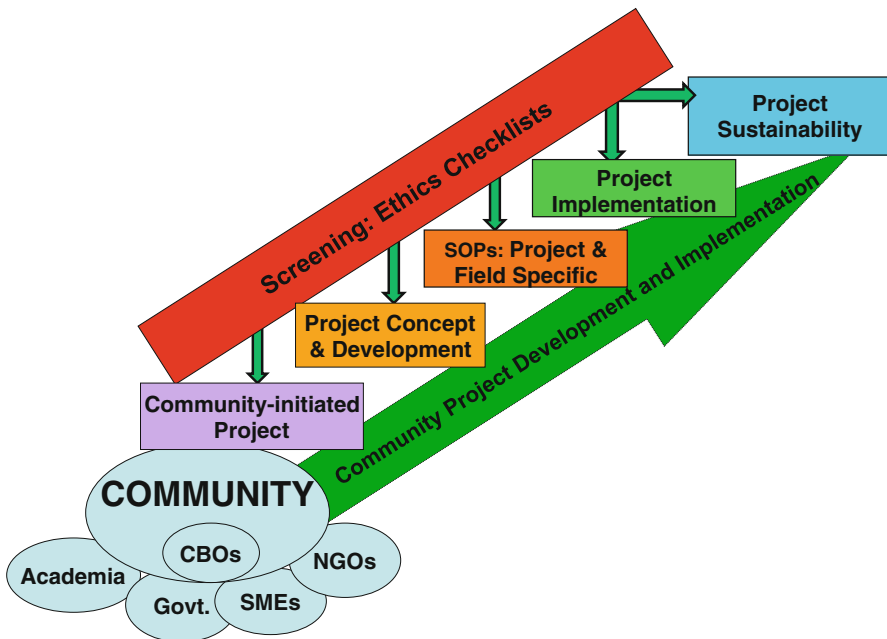 Project
Sustainability
Screening: Ethics Checklists
Project
Implementation
SOPs: Project &
Field Specific
Project Concept
& Development
Community-initiated
Project
Community Project Development and Implementation
COMMUNITY
CBOs
NGOs
Academia
Govt.
SMEs